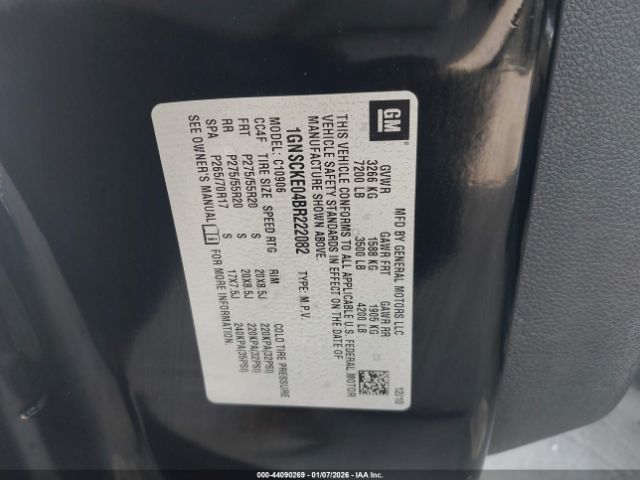 GM
MFD BY GENERAL MOTORS LLC
12/10
GVWR GAWR FRT GAWR RR
3266 KG 1588 KG 1905 KG
7200 LB 3500 LB 4200 LB
THIS VEHICLE CONFORMS TO ALL APPLICABLE U.S. FEDERAL MOTOR
VEHICLE SAFETY STANDARDS IN EFFECT ON THE DATE OF
MANUFACTURE SHOWN ABOVE.
1GNSCKE04BR222082 TYPE: M.P.V.
MODEL: C10906
CC4F TIRE SIZE SPEED RTG RIM COLD TIRE PRESSURE
FRT P275/55R20 S 20X8.5J 220KPA(32PSI)
RR P275/55R20 S 20X8.5J 220KPA(32PSI)
SPA P265/70R17 S 17X7.5J 240KPA(35PSI)
SEE OWNER'S MANUAL FOR MORE INFORMATION.
000-44090269 - 01/07/2026 - IAAI.COM